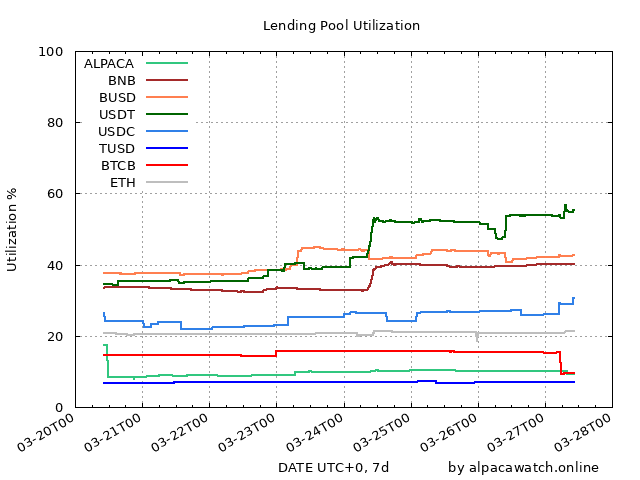 Lending Pool Utilization
100
80
60
40
20
0
Utilization %
ALPACA
BNB
BUSD
USDT
USDC
TUSD
BTCB
ETH
03-20T00
03-21T00
03-22T00
03-23T00
03-24T00
03-25T00
03-26T00
03-27T00
03-28T00
DATE UTC+0, 7d
by alpacawatch.online